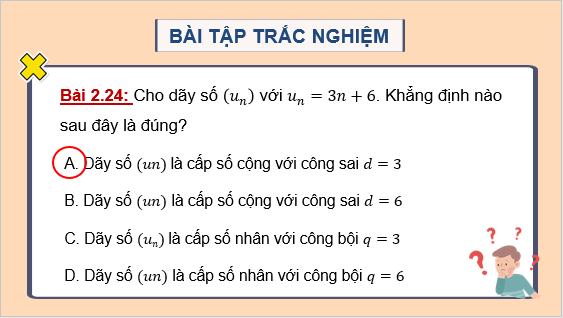 BÀI TẬP TRẮC NGHIỆM
Bài 2.24: Cho dãy số (uₙ) với uₙ = 3n + 6. Khẳng định nào
sau đây là đúng?
A. Dãy số (un) là cấp số cộng với công sai d = 3
B. Dãy số (un) là cấp số cộng với công sai d = 6
C. Dãy số (uₙ) là cấp số nhân với công bội q = 3
D. Dãy số (un) là cấp số nhân với công bội q = 6
? ? ?
?